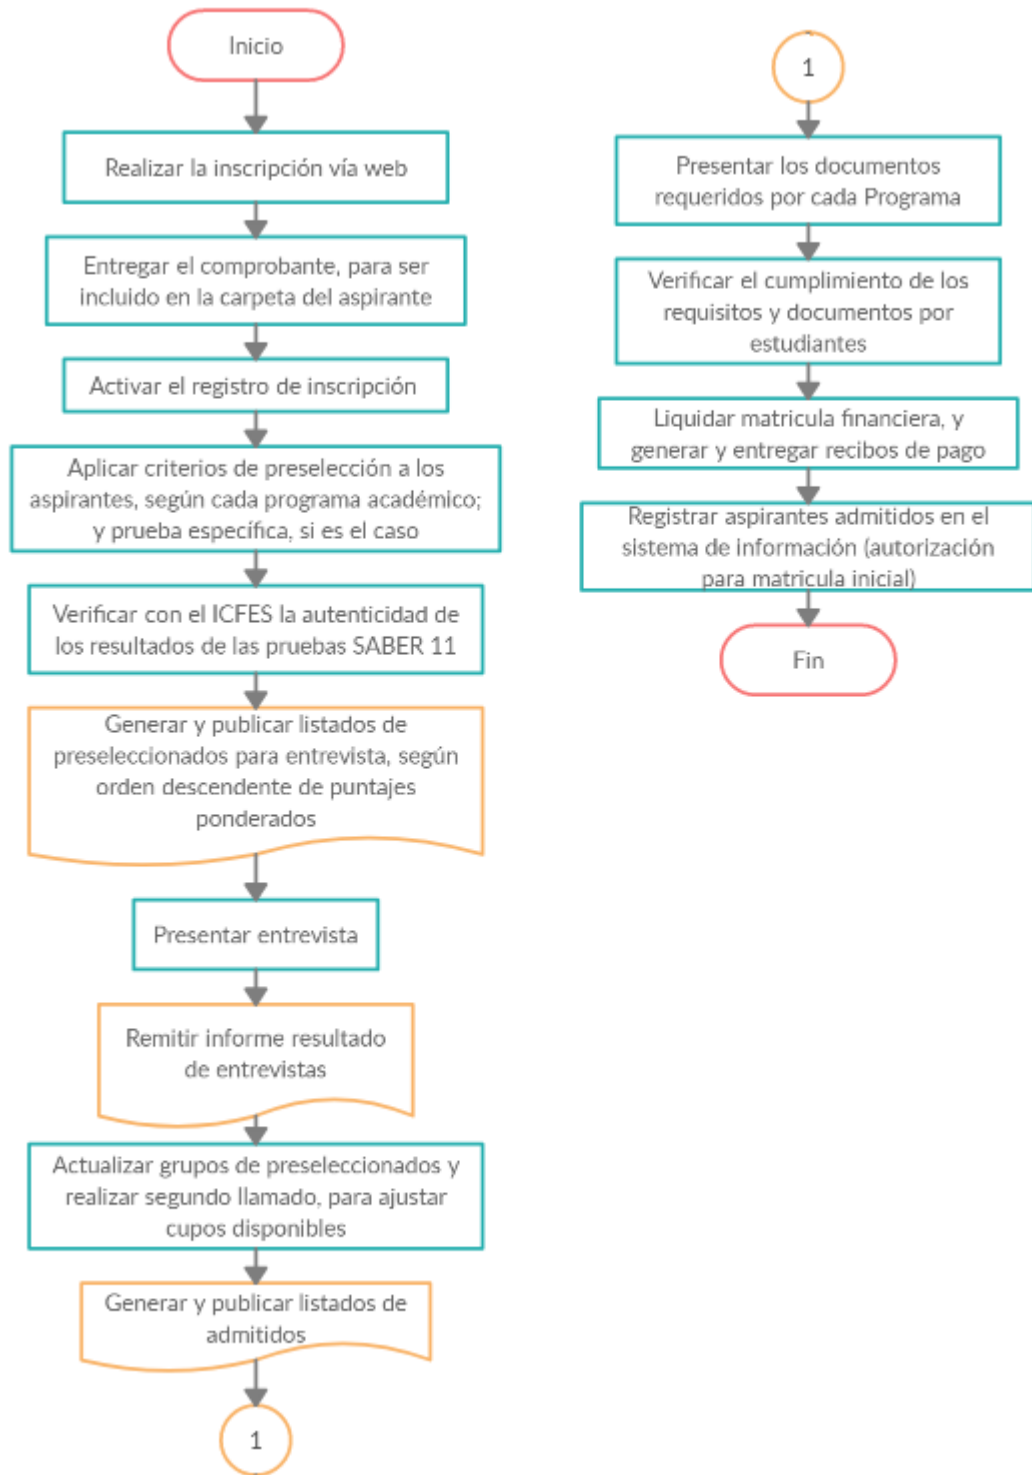 Inicio
Realizar la inscripción vía web
Entregar el comprobante, para ser
incluido en la carpeta del aspirante
Activar el registro de inscripción
Aplicar criterios de preselección a los
aspirantes, según cada programa académico;
y prueba específica, si es el caso
Verificar con el ICFES la autenticidad de
los resultados de las pruebas SABER 11
Generar y publicar listados de
preseleccionados para entrevista, según
orden descendente de puntajes
ponderados
Presentar entrevista
Remitir informe resultado
de entrevistas
Actualizar grupos de preseleccionados y
realizar segundo llamado, para ajustar
cupos disponibles
Generar y publicar listados de
admitidos
1
1
Presentar los documentos
requeridos por cada Programa
Verificar el cumplimiento de los
requisitos y documentos por
estudiantes
Liquidar matricula financiera, y
generar y entregar recibos de pago
Registrar aspirantes admitidos en el
sistema de información (autorización
para matricula inicial)
Fin